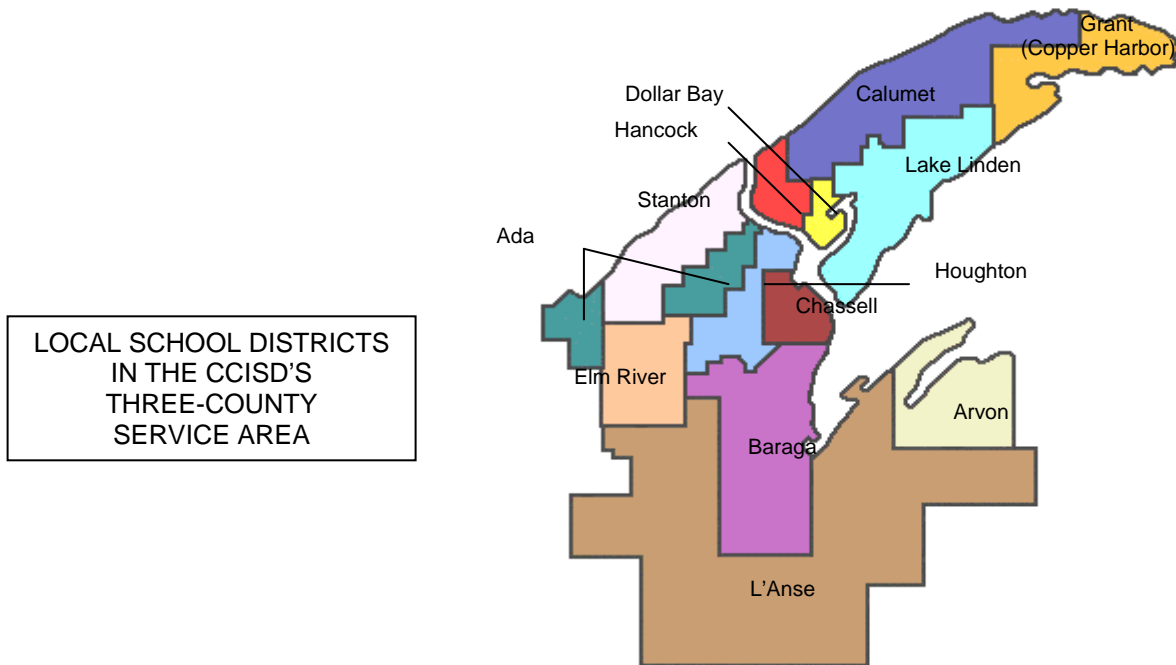 Grant
(Copper Harbor)
Dollar Bay
Calumet
Hancock
Lake Linden
Stanton
Ada
Houghton
Chassell
LOCAL SCHOOL DISTRICTS
IN THE CCISD'S
THREE-COUNTY
SERVICE AREA
Elm River
Arvon
Baraga
L'Anse